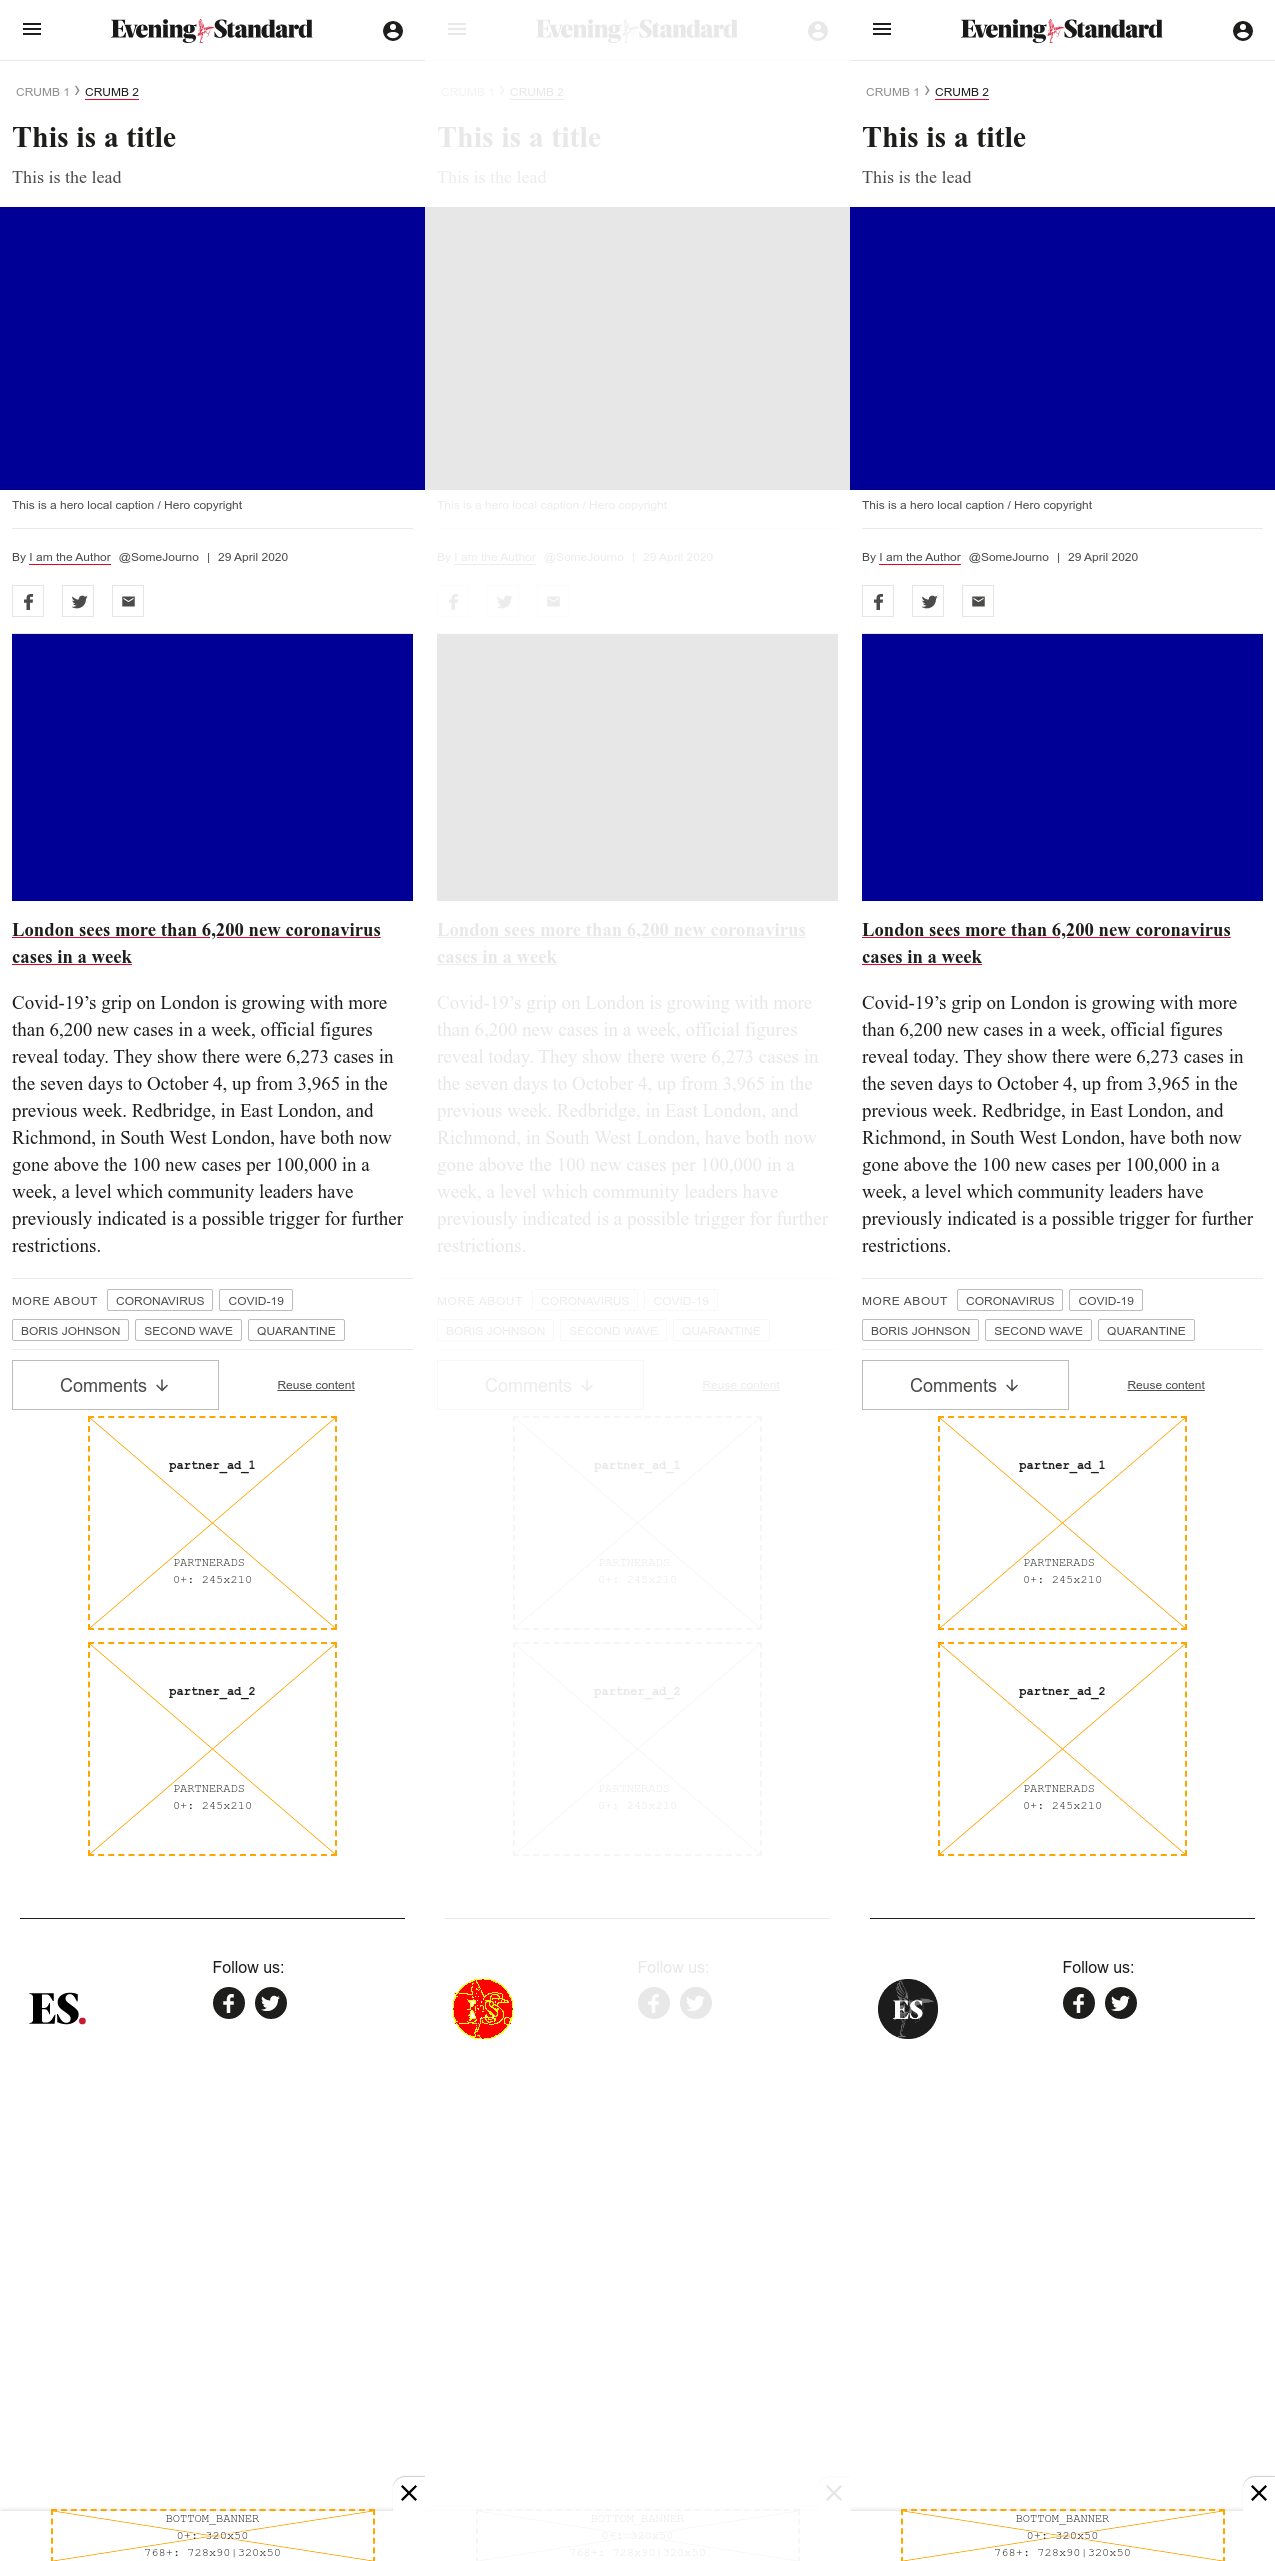 Evening Standard
CRUMB 1 › CRUMB 2
This is a title
This is the lead
This is a hero local caption / Hero copyright
By I am the Author @SomeJourno | 29 April 2020
London sees more than 6,200 new coronavirus
cases in a week
Covid-19’s grip on London is growing with more
than 6,200 new cases in a week, official figures
reveal today. They show there were 6,273 cases in
the seven days to October 4, up from 3,965 in the
previous week. Redbridge, in East London, and
Richmond, in South West London, have both now
gone above the 100 new cases per 100,000 in a
week, a level which community leaders have
previously indicated is a possible trigger for further
restrictions.
MORE ABOUT CORONAVIRUS COVID-19
BORIS JOHNSON SECOND WAVE QUARANTINE
Comments Reuse content
partner_ad_1
PARTNERADS
0+: 245x210
partner_ad_2
PARTNERADS
0+: 245x210
Follow us:
ES.
BOTTOM_BANNER
0+: 320x50
768+: 728x90|320x50
Evening Standard
CRUMB 1 › CRUMB 2
This is a title
This is the lead
This is a hero local caption / Hero copyright
By I am the Author @SomeJourno | 29 April 2020
London sees more than 6,200 new coronavirus
cases in a week
Covid-19’s grip on London is growing with more
than 6,200 new cases in a week, official figures
reveal today. They show there were 6,273 cases in
the seven days to October 4, up from 3,965 in the
previous week. Redbridge, in East London, and
Richmond, in South West London, have both now
gone above the 100 new cases per 100,000 in a
week, a level which community leaders have
previously indicated is a possible trigger for further
restrictions.
MORE ABOUT CORONAVIRUS COVID-19
BORIS JOHNSON SECOND WAVE QUARANTINE
Comments Reuse content
partner_ad_1
PARTNERADS
0+: 245x210
partner_ad_2
PARTNERADS
0+: 245x210
Follow us:
BOTTOM_BANNER
0+: 320x50
768+: 728x90|320x50
Evening Standard
CRUMB 1 › CRUMB 2
This is a title
This is the lead
This is a hero local caption / Hero copyright
By I am the Author @SomeJourno | 29 April 2020
London sees more than 6,200 new coronavirus
cases in a week
Covid-19’s grip on London is growing with more
than 6,200 new cases in a week, official figures
reveal today. They show there were 6,273 cases in
the seven days to October 4, up from 3,965 in the
previous week. Redbridge, in East London, and
Richmond, in South West London, have both now
gone above the 100 new cases per 100,000 in a
week, a level which community leaders have
previously indicated is a possible trigger for further
restrictions.
MORE ABOUT CORONAVIRUS COVID-19
BORIS JOHNSON SECOND WAVE QUARANTINE
Comments Reuse content
partner_ad_1
PARTNERADS
0+: 245x210
partner_ad_2
PARTNERADS
0+: 245x210
Follow us:
ES
BOTTOM_BANNER
0+: 320x50
768+: 728x90|320x50